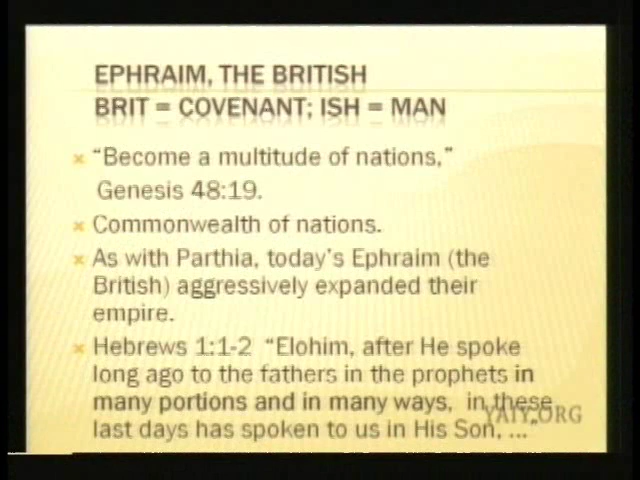 EPHRAIM, THE BRITISH
BRIT = COVENANT; ISH = MAN
“Become a multitude of nations,”
Genesis 48:19.
Commonwealth of nations.
As with Parthia, today's Ephraim (the
British) aggressively expanded their
empire.
Hebrews 1:1-2 “Elohim, after He spoke
long ago to the fathers in the prophets in
many portions and in many ways, in these
last days has spoken to us in His Son, ...”
YAIY.ORG